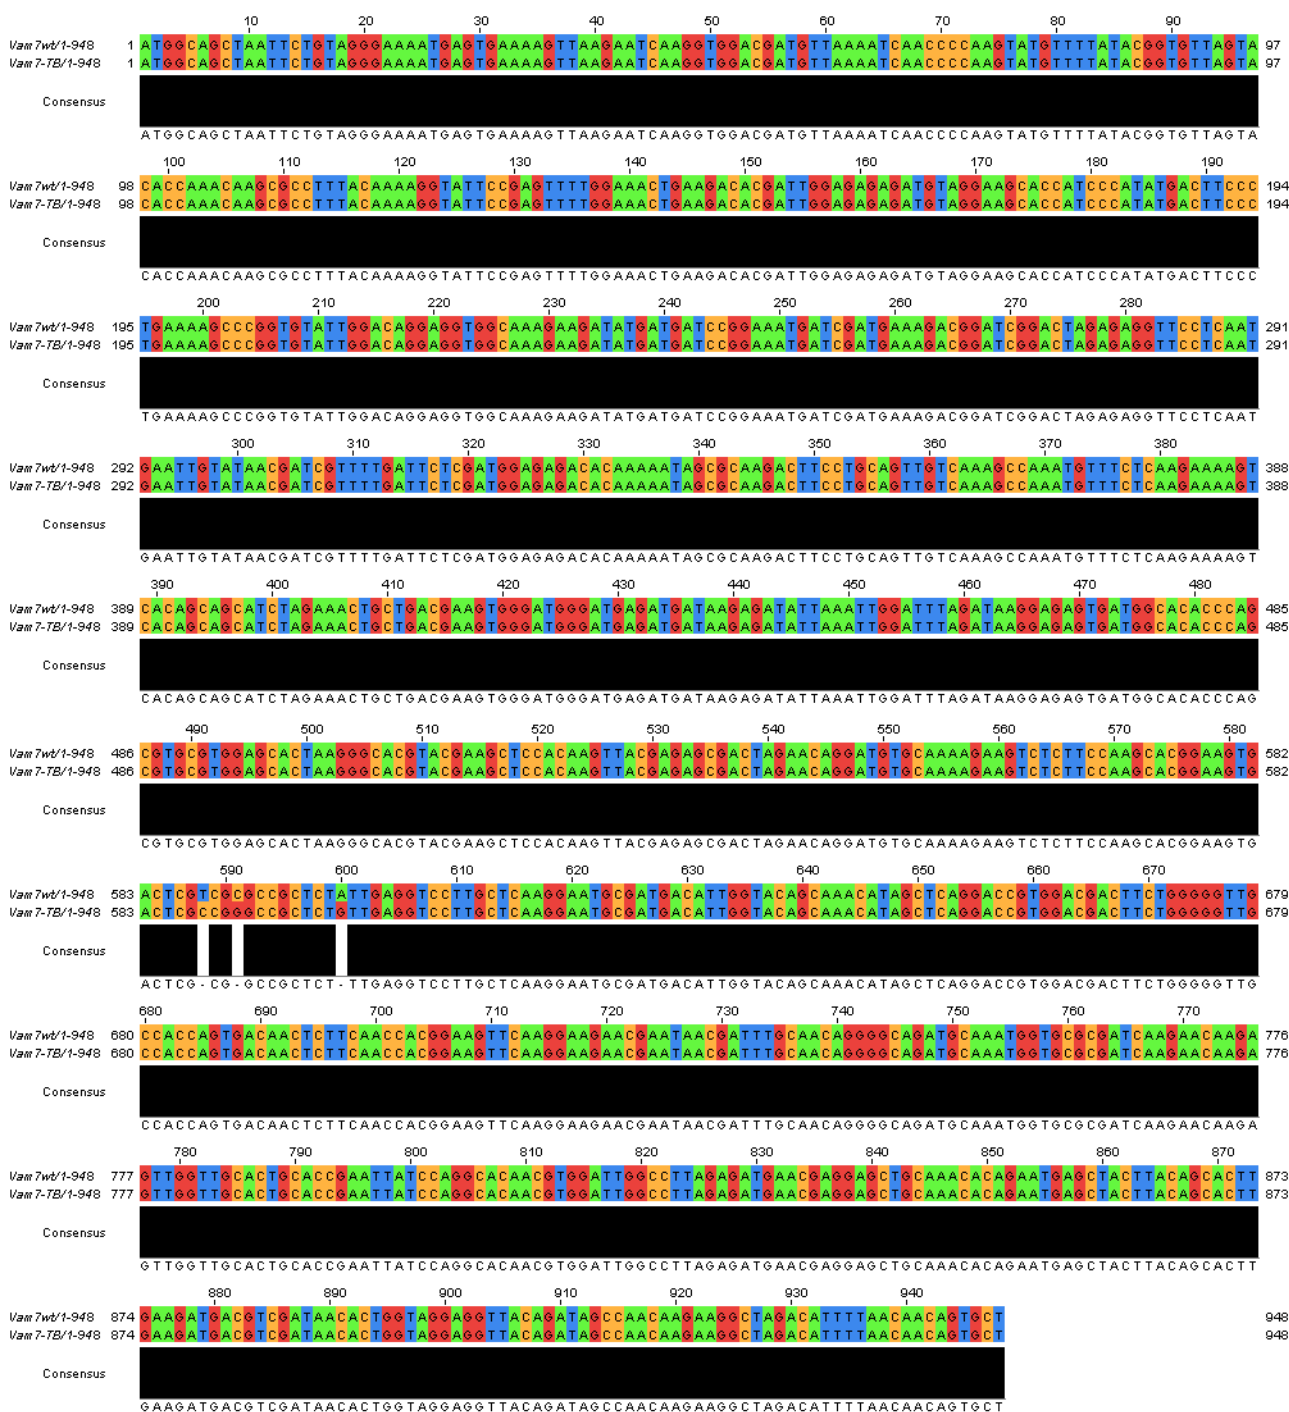 10 20 30 40 50 60 70 80 90
Vam7wt/1-948 1 ATGGCAGCTAATTCTGTAGGGAAAATGAGTGAAAAGTTAAGAATCAAGGTGGACGATGTTAAAATCAACCCCAAGTATGTTTTATACGGTGTTAGTA 97
Vam7-TB/1-948 1 ATGGCAGCTAATTCTGTAGGGAAAATGAGTGAAAAGTTAAGAATCAAGGTGGACGATGTTAAAATCAACCCCAAGTATGTTTTATACGGTGTTAGTA 97
Consensus
ATGGCAGCTAATTCTGTAGGGAAAATGAGTGAAAAGTTAAGAATCAAGGTGGACGATGTTAAAATCAACCCCAAGTATGTTTTATACGGTGTTAGTA
100 110 120 130 140 150 160 170 180 190
Vam7wt/1-948 98 CACCAAACAAGCGCCTTTACAAAAGGTATTCCGAGTTTTGGAAACTGAAGACACGATTGGAGAGAGATGTAGGAAGCACCATCCCATATGACTTCCC 194
Vam7-TB/1-948 98 CACCAAACAAGCGCCTTTACAAAAGGTATTCCGAGTTTTGGAAACTGAAGACACGATTGGAGAGAGATGTAGGAAGCACCATCCCATATGACTTCCC 194
Consensus
CACCAAACAAGCGCCTTTACAAAAGGTATTCCGAGTTTTGGAAACTGAAGACACGATTGGAGAGAGATGTAGGAAGCACCATCCCATATGACTTCCC
200 210 220 230 240 250 260 270 280
Vam7wt/1-948 195 TGAAAAGCCCGGTGTATTGGACAGGAGGTGGCAAAGAAGATATGATGATCCGGAAATGATCGATGAAAGACGGATCGGACTAGAGAGGTTCCTCAAT 291
Vam7-TB/1-948 195 TGAAAAGCCCGGTGTATTGGACAGGAGGTGGCAAAGAAGATATGATGATCCGGAAATGATCGATGAAAGACGGATCGGACTAGAGAGGTTCCTCAAT 291
Consensus
TGAAAAGCCCGGTGTATTGGACAGGAGGTGGCAAAGAAGATATGATGATCCGGAAATGATCGATGAAAGACGGATCGGACTAGAGAGGTTCCTCAAT
300 310 320 330 340 350 360 370 380
Vam7wt/1-948 292 GAATTGTATAACGATCGTTTTGATTCTCGATGGAGAGACACAAAAATAGCGCAAGACTTCCTGCAGTTGTCAAAGCCAAATGTTTCTCAAGAAAAGT 388
Vam7-TB/1-948 292 GAATTGTATAACGATCGTTTTGATTCTCGATGGAGAGACACAAAAATAGCGCAAGACTTCCTGCAGTTGTCAAAGCCAAATGTTTCTCAAGAAAAGT 388
Consensus
GAATTGTATAACGATCGTTTTGATTCTCGATGGAGAGACACAAAAATAGCGCAAGACTTCCTGCAGTTGTCAAAGCCAAATGTTTCTCAAGAAAAGT
390 400 410 420 430 440 450 460 470 480
Vam7wt/1-948 389 CACAGCAGCATCTAGAAACTGCTGACGAAGTGGGATGGGATGAGATGATAAGAGATATTAAATTGGATTTAGATAAGGAGAGTGATGGCACACCCAG 485
Vam7-TB/1-948 389 CACAGCAGCATCTAGAAACTGCTGACGAAGTGGGATGGGATGAGATGATAAGAGATATTAAATTGGATTTAGATAAGGAGAGTGATGGCACACCCAG 485
Consensus
CACAGCAGCATCTAGAAACTGCTGACGAAGTGGGATGGGATGAGATGATAAGAGATATTAAATTGGATTTAGATAAGGAGAGTGATGGCACACCCAG
490 500 510 520 530 540 550 560 570 580
Vam7wt/1-948 486 CGTGCGTGGAGCACTAAGGGCACGTACGAAGCTCCACAAGTTACGAGAGCGACTAGAACAGGATGTGCAAAAGAAGTCTCTTCCAAGCACGGAAGTG 582
Vam7-TB/1-948 486 CGTGCGTGGAGCACTAAGGGCACGTACGAAGCTCCACAAGTTACGAGAGCGACTAGAACAGGATGTGCAAAAGAAGTCTCTTCCAAGCACGGAAGTG 582
Consensus
CGTGCGTGGAGCACTAAGGGCACGTACGAAGCTCCACAAGTTACGAGAGCGACTAGAACAGGATGTGCAAAAGAAGTCTCTTCCAAGCACGGAAGTG
590 600 610 620 630 640 650 660 670
Vam7wt/1-948 583 ACTCGTCGCGCCGCTCTATTGAGGTCCTTGCTCAAGGAATGCGATGACATTGGTACAGCAAACATAGCTCAGGACCGTGGACGACTTCTGGGGGTTG 679
Vam7-TB/1-948 583 ACTCGCCGGGCCGCTCTGTTGAGGTCCTTGCTCAAGGAATGCGATGACATTGGTACAGCAAACATAGCTCAGGACCGTGGACGACTTCTGGGGGTTG 679
Consensus
ACTCG-CG-GCCGCTCT-TTGAGGTCCTTGCTCAAGGAATGCGATGACATTGGTACAGCAAACATAGCTCAGGACCGTGGACGACTTCTGGGGGTTG
680 690 700 710 720 730 740 750 760 770
Vam7wt/1-948 680 CCACCAGTGACAACTCTTCAACCACGGAAGTTCAAGGAAGAACGAATAACGATTTGCAACAGGGGCAGATGCAAATGGTGCGCGATCAAGAACAAGA 776
Vam7-TB/1-948 680 CCACCAGTGACAACTCTTCAACCACGGAAGTTCAAGGAAGAACGAATAACGATTTGCAACAGGGGCAGATGCAAATGGTGCGCGATCAAGAACAAGA 776
Consensus
CCACCAGTGACAACTCTTCAACCACGGAAGTTCAAGGAAGAACGAATAACGATTTGCAACAGGGGCAGATGCAAATGGTGCGCGATCAAGAACAAGA
780 790 800 810 820 830 840 850 860 870
Vam7wt/1-948 777 GTTGGTTGCACTGCACCGAATTATCCAGGCACAACGTGGATTGGCCTTAGAGATGAACGAGGAGCTGCAAACACAGAATGAGCTACTTACAGCACTT 873
Vam7-TB/1-948 777 GTTGGTTGCACTGCACCGAATTATCCAGGCACAACGTGGATTGGCCTTAGAGATGAACGAGGAGCTGCAAACACAGAATGAGCTACTTACAGCACTT 873
Consensus
GTTGGTTGCACTGCACCGAATTATCCAGGCACAACGTGGATTGGCCTTAGAGATGAACGAGGAGCTGCAAACACAGAATGAGCTACTTACAGCACTT
880 890 900 910 920 930 940
Vam7wt/1-948 874 GAAGATGACGTCGATAACACTGGTAGGAGGTTACAGATAGCCAACAAGAAGGCTAGACATTTTAACAACAGTGCT 948
Vam7-TB/1-948 874 GAAGATGACGTCGATAACACTGGTAGGAGGTTACAGATAGCCAACAAGAAGGCTAGACATTTTAACAACAGTGCT 948
Consensus
GAAGATGACGTCGATAACACTGGTAGGAGGTTACAGATAGCCAACAAGAAGGCTAGACATTTTAACAACAGTGCT